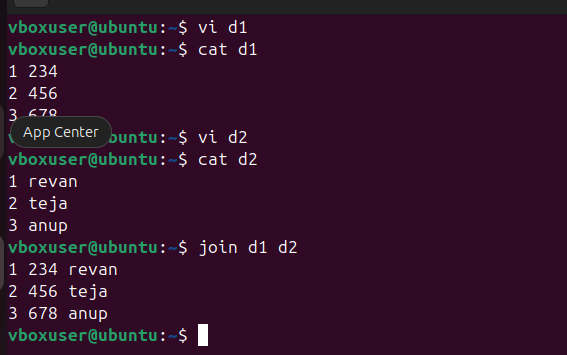 vboxuser@ubuntu:~$ vi d1
vboxuser@ubuntu:~$ cat d1
1 234
2 456
3 678
App Center
:~$ vi d2
vboxuser@ubuntu:~$ cat d2
1 revan
2 teja
3 anup
vboxuser@ubuntu:~$ join d1 d2
1 234 revan
2 456 teja
3 678 anup
vboxuser@ubuntu:~$